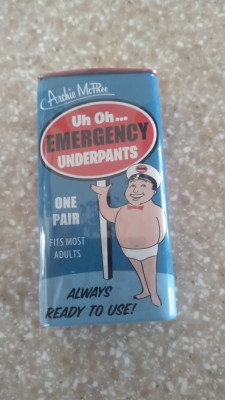 Archie McPhee
Uh Oh...
EMERGENCY
UNDERPANTS
ONE
PAIR
FITS MOST
ADULTS
ALWAYS
READY TO USE!